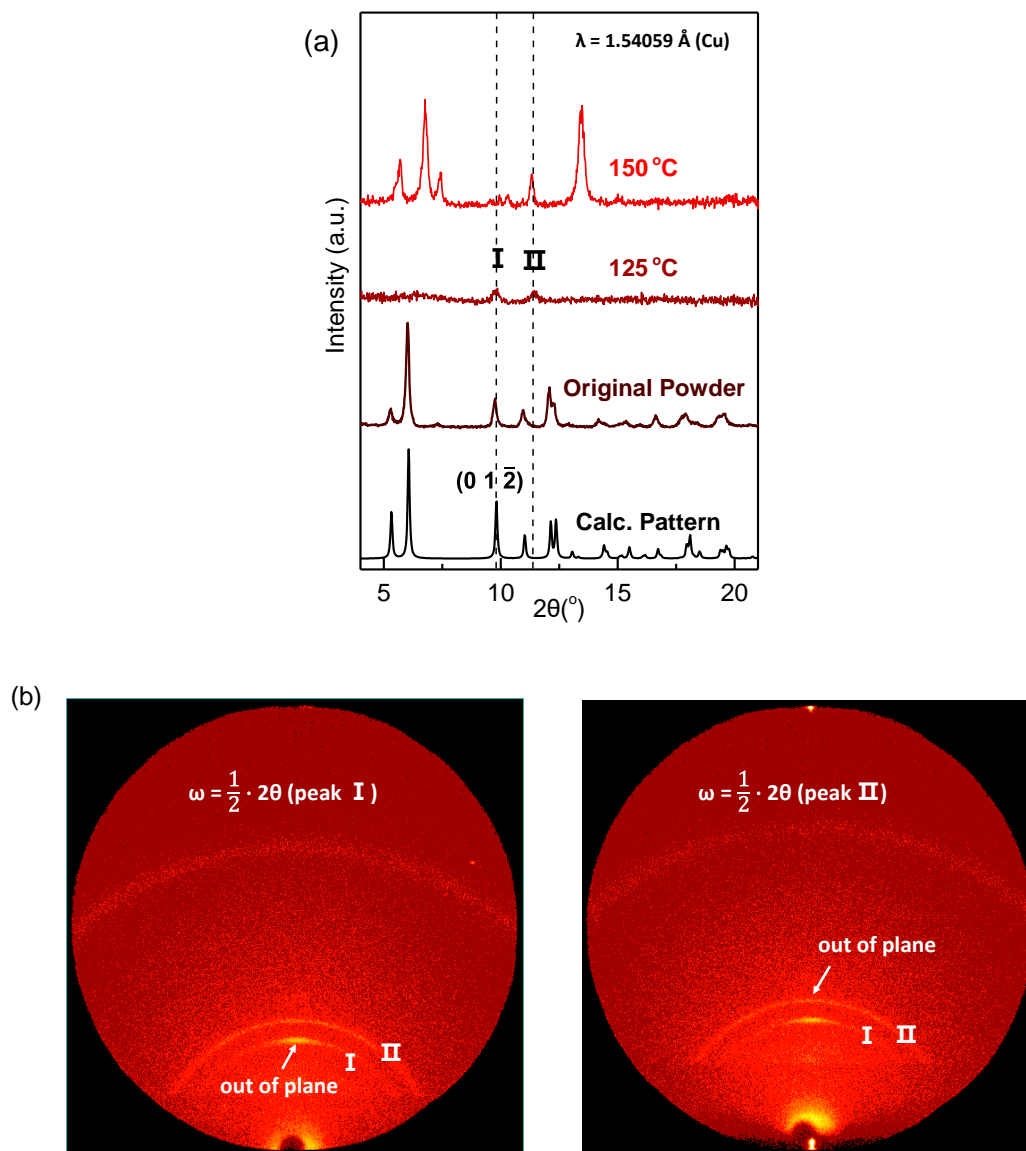 (a)
λ = 1.54059 Å (Cu)
150 °C
I II
125 °C
Original Powder
(0 1 2̅)
Calc. Pattern
Intensity (a.u.)
5 10 15 20
2θ(°)
(b)
ω = 1/2 · 2θ (peak I )
I II
out of plane
ω = 1/2 · 2θ (peak II)
out of plane
I II